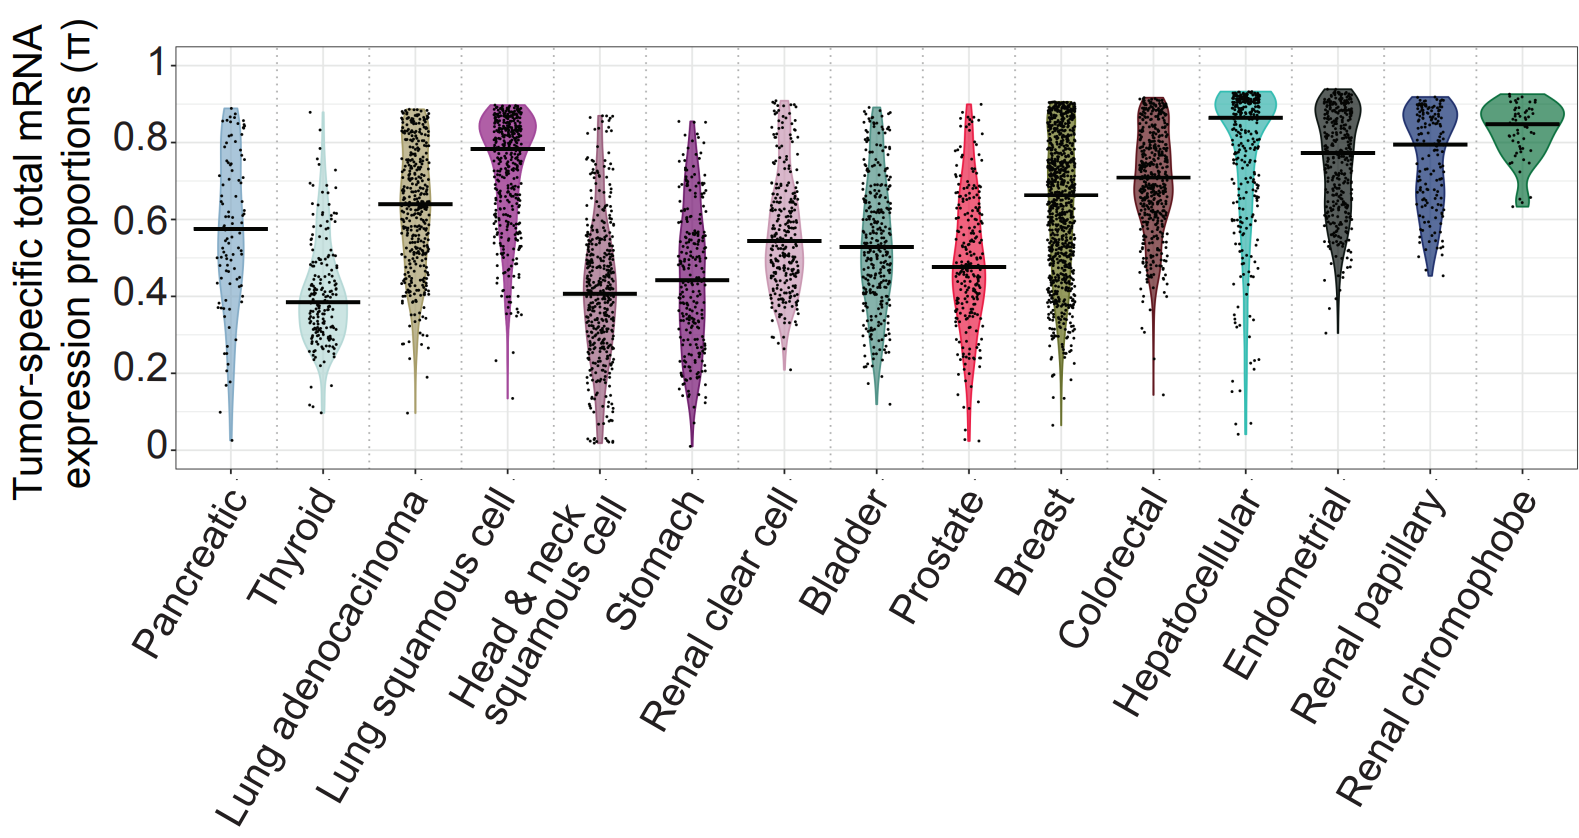 Tumor-specific total mRNA
expression proportions (π)
1
0.8
0.6
0.4
0.2
0
Pancreatic
Thyroid
Lung adenocacinoma
Lung squamous cell
Head & neck
squamous cell
Stomach
Renal clear cell
Bladder
Prostate
Breast
Colorectal
Hepatocellular
Endometrial
Renal papillary
Renal chromophobe